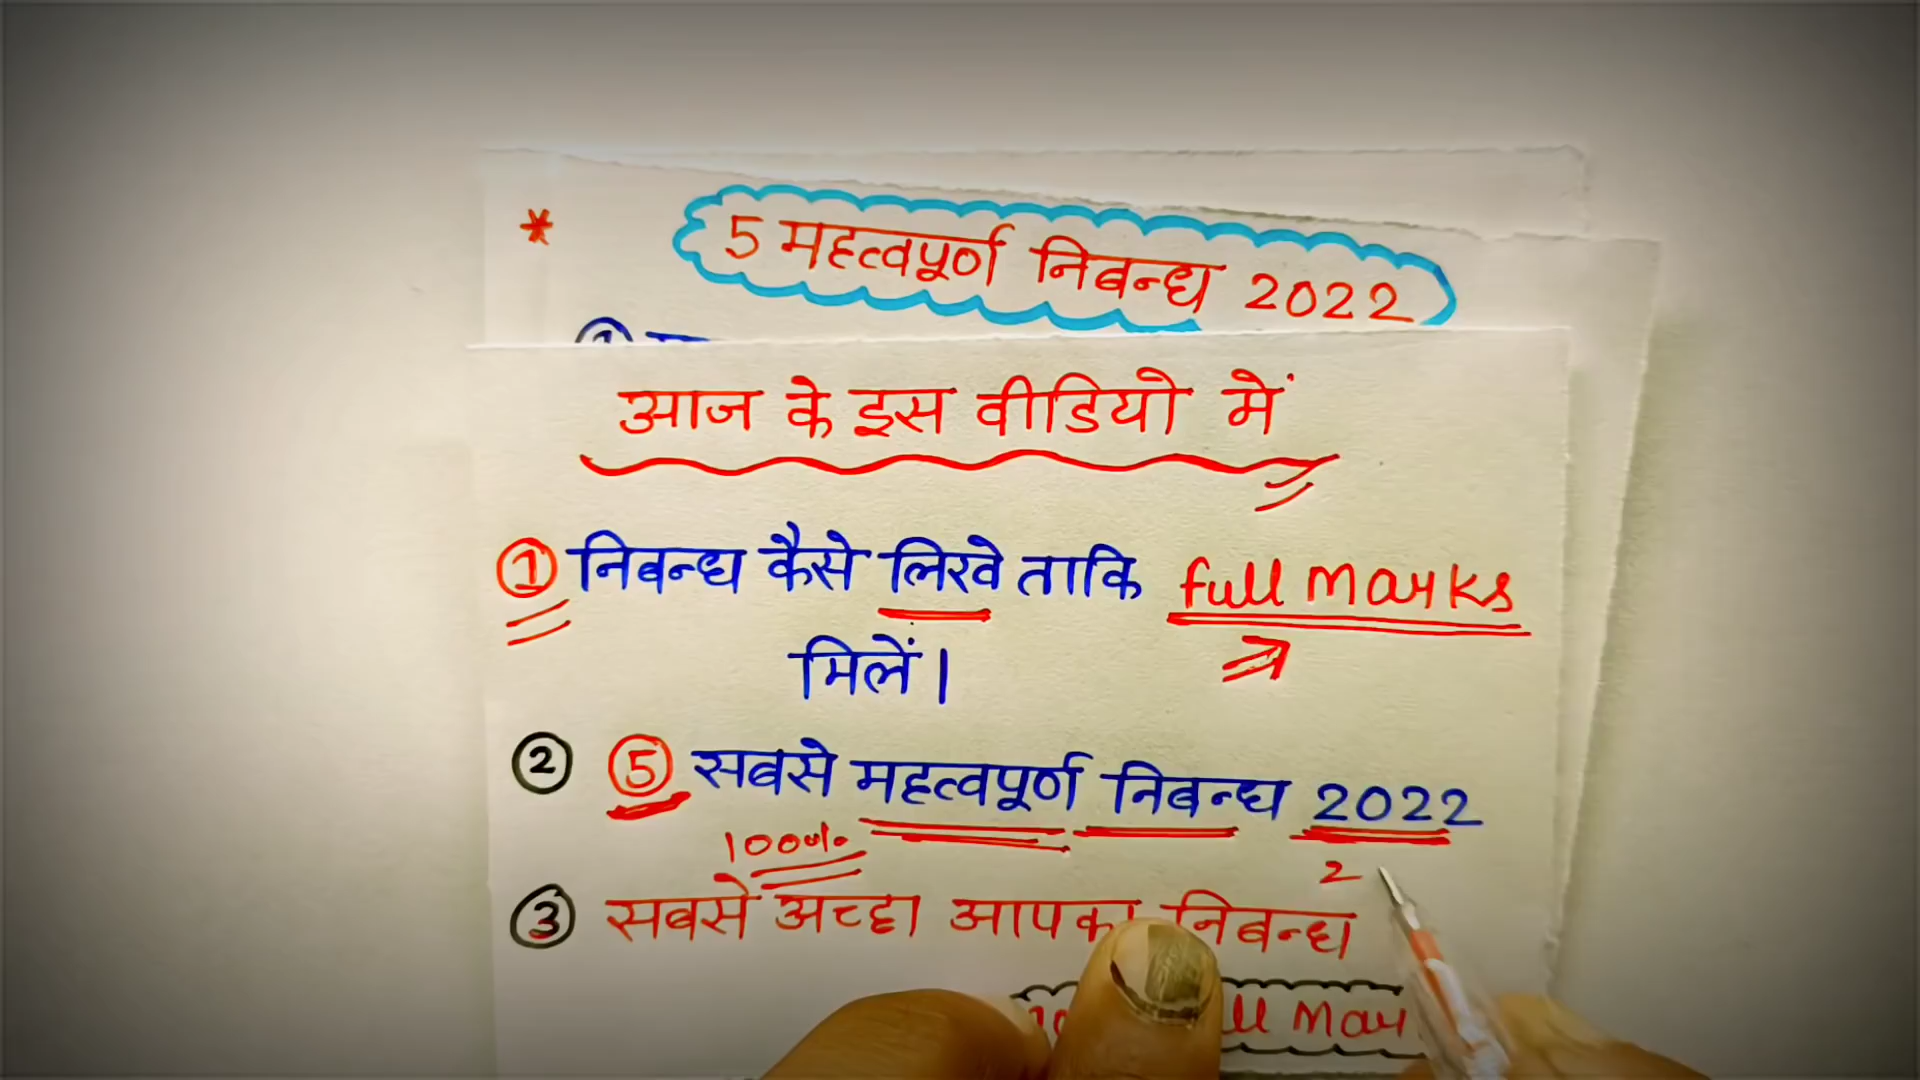 * 5 महत्वपूर्ण निबन्ध 2022
आज के इस वीडियो में
① निबन्ध कैसे लिखे ताकि full Marks
मिलें।
② ⑤ सबसे महत्वपूर्ण निबन्ध 2022
100% 2
③ सबसे अच्छा आपका निबन्ध